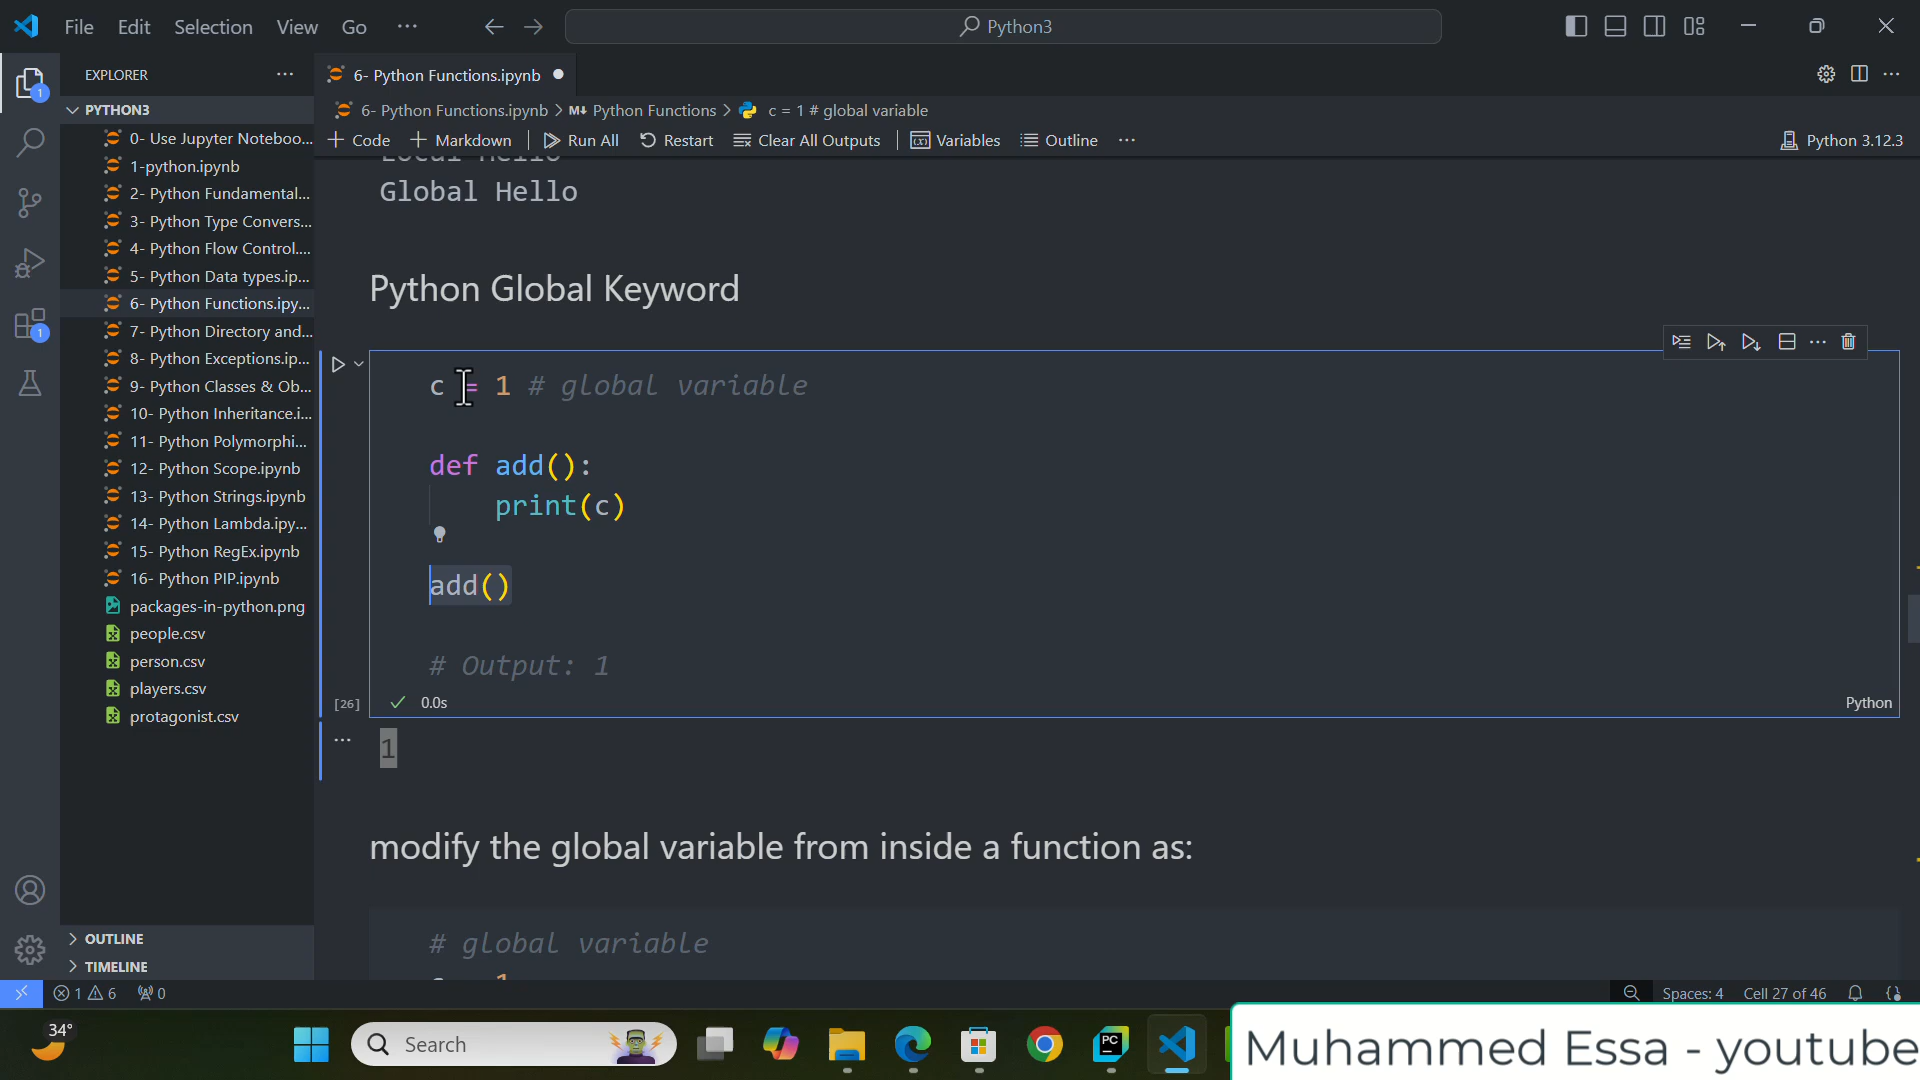 File Edit Selection View Go ··· Python3
EXPLORER ···
6- Python Functions.ipynb
PYTHON3
6- Python Functions.ipynb > M↓ Python Functions > c = 1 # global variable
+ Code + Markdown Run All Restart Clear All Outputs Variables Outline ··· Python 3.12.3
0- Use Jupyter Noteboo...
1-python.ipynb
2- Python Fundamental...
3- Python Type Convers...
4- Python Flow Control....
5- Python Data types.ip...
6- Python Functions.ipy...
7- Python Directory and...
8- Python Exceptions.ip...
9- Python Classes & Ob...
10- Python Inheritance.i...
11- Python Polymorphi...
12- Python Scope.ipynb
13- Python Strings.ipynb
14- Python Lambda.ipy...
15- Python RegEx.ipynb
16- Python PIP.ipynb
packages-in-python.png
people.csv
person.csv
players.csv
protagonist.csv
OUTLINE
TIMELINE
Local Hello
Global Hello
Python Global Keyword
c = 1 # global variable
def add():
print(c)
add()
# Output: 1
[26] 0.0s Python
1
modify the global variable from inside a function as:
# global variable
1 6 0 Spaces: 4 Cell 27 of 46
34°
Search
PC
Muhammed Essa - youtube